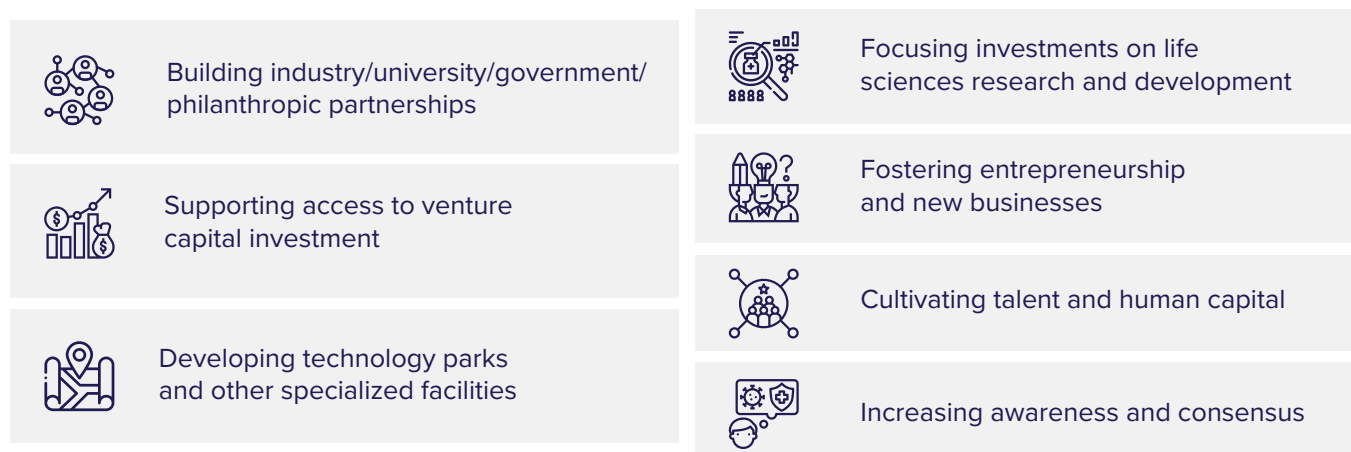 Building industry/university/government/
philanthropic partnerships
Supporting access to venture
capital investment
Developing technology parks
and other specialized facilities
Focusing investments on life
sciences research and development
Fostering entrepreneurship
and new businesses
Cultivating talent and human capital
Increasing awareness and consensus